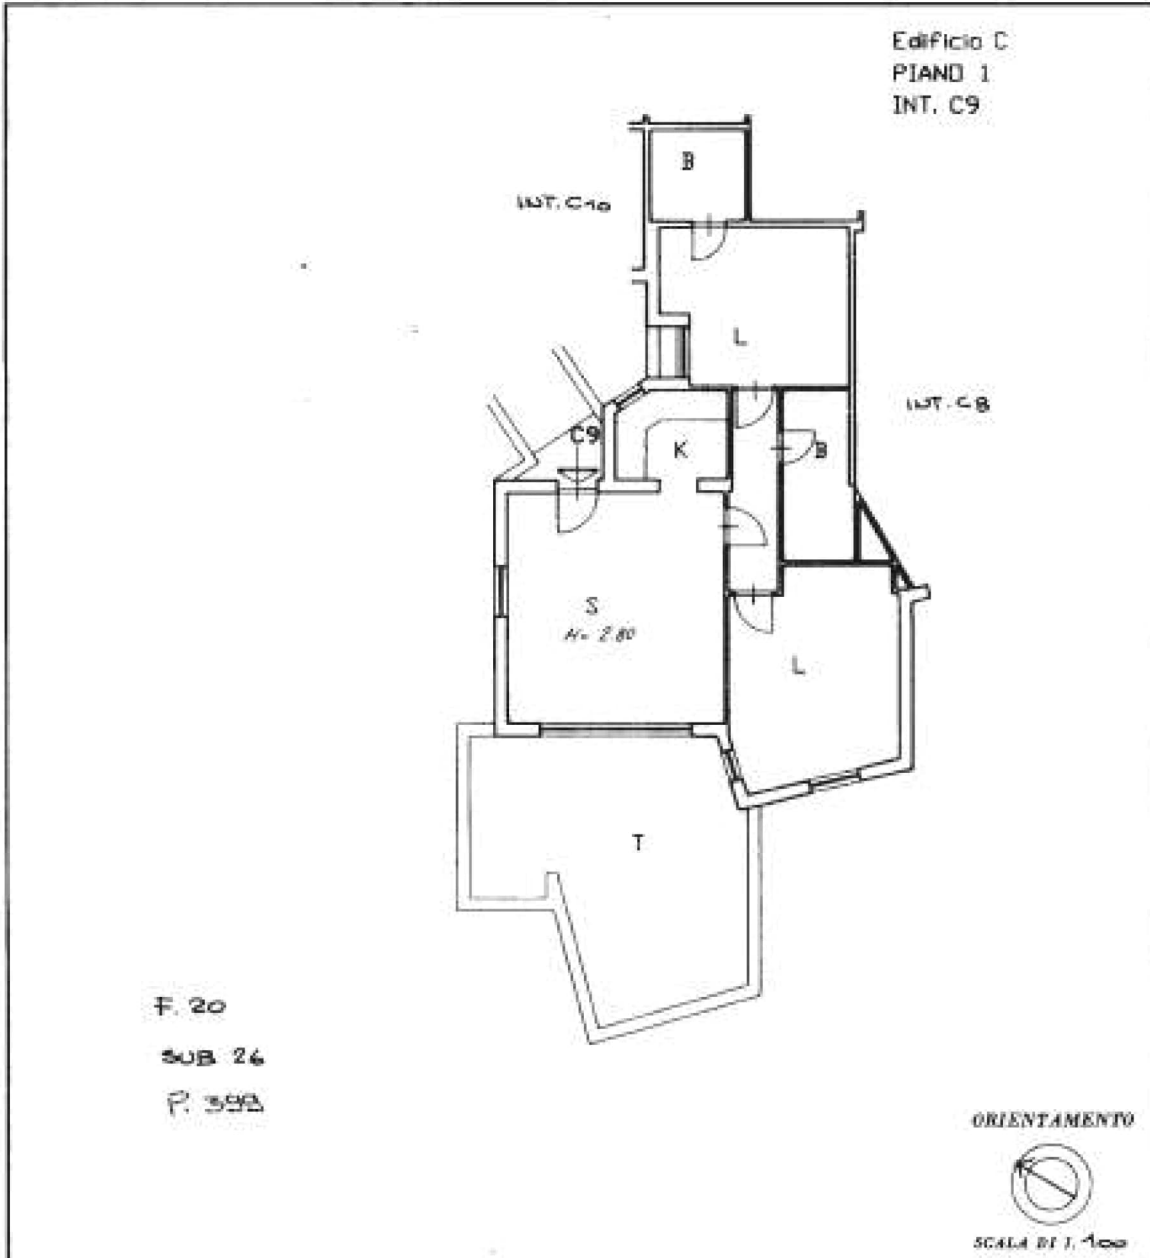 Edificio C
PIANO 1
INT. C9
B
INT. C10
L
INT. C8
C9
K
B
S
H= 2.80
L
T
F. 20
SUB 26
P. 399
ORIENTAMENTO
SCALA DI 1. 100